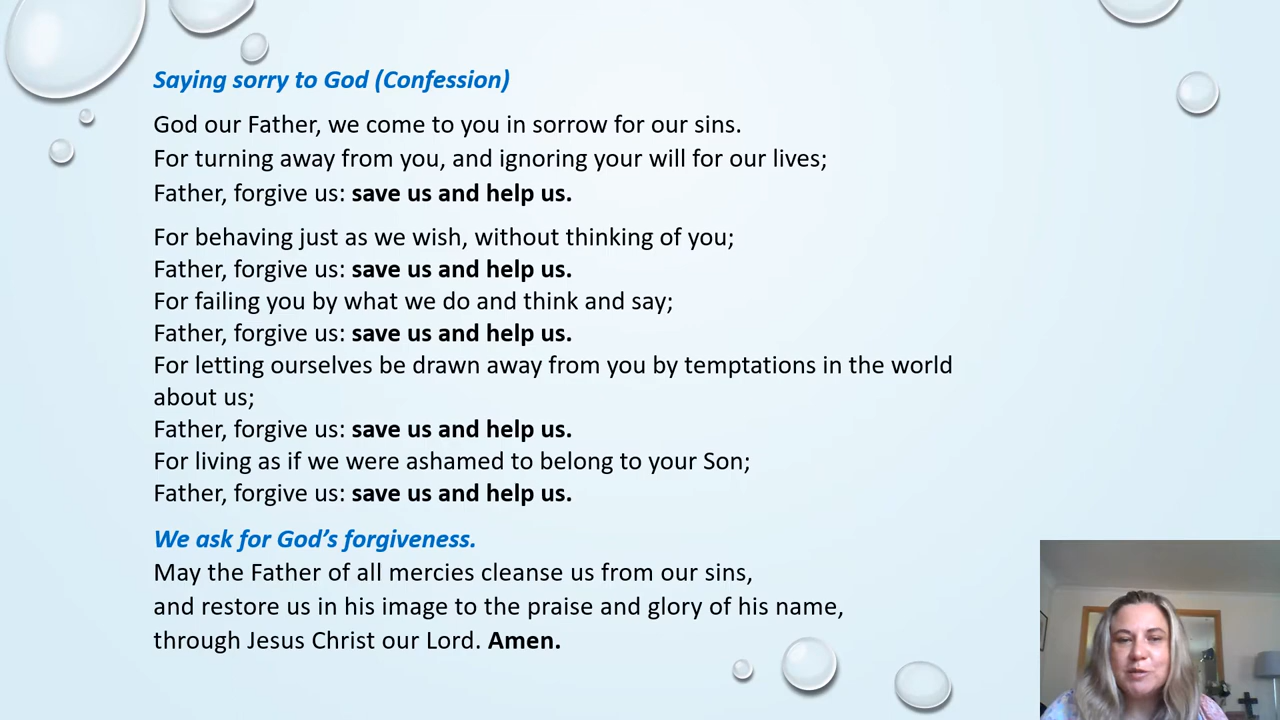 Saying sorry to God (Confession)
God our Father, we come to you in sorrow for our sins.
For turning away from you, and ignoring your will for our lives;
Father, forgive us: save us and help us.
For behaving just as we wish, without thinking of you;
Father, forgive us: save us and help us.
For failing you by what we do and think and say;
Father, forgive us: save us and help us.
For letting ourselves be drawn away from you by temptations in the world
about us;
Father, forgive us: save us and help us.
For living as if we were ashamed to belong to your Son;
Father, forgive us: save us and help us.
We ask for God’s forgiveness.
May the Father of all mercies cleanse us from our sins,
and restore us in his image to the praise and glory of his name,
through Jesus Christ our Lord. Amen.